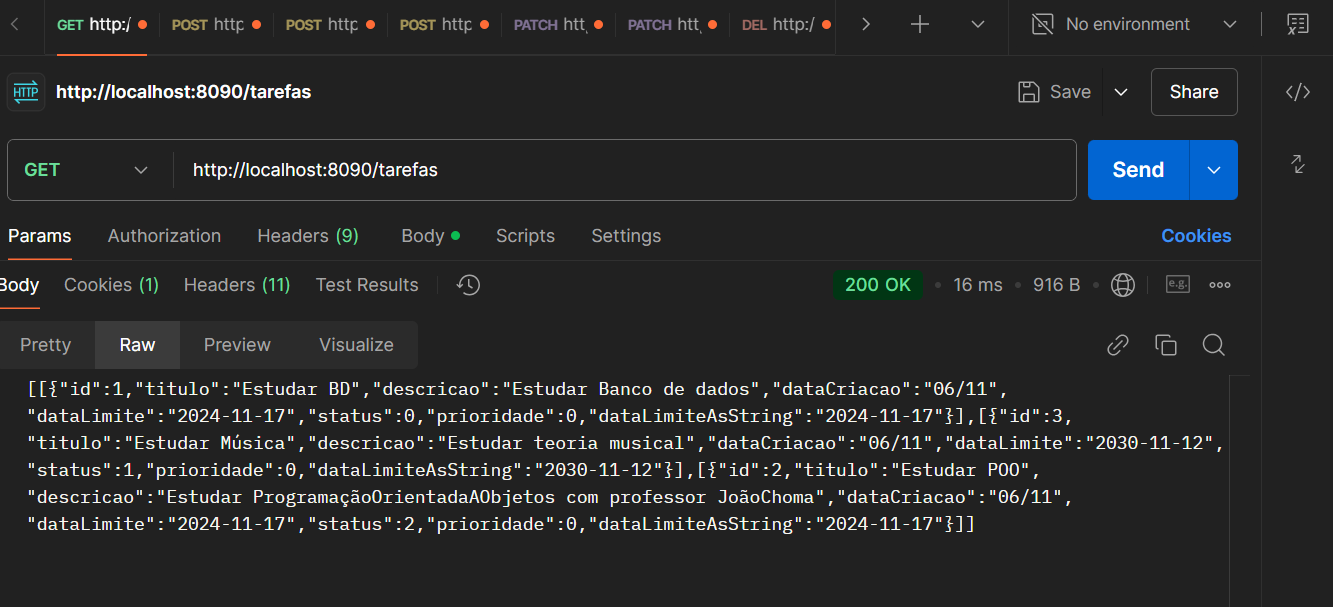 GET http:/ POST http POST http POST http PATCH htt PATCH htt DEL http:/ No environment
HTTP http://localhost:8090/tarefas Save Share
GET http://localhost:8090/tarefas Send
Params Authorization Headers (9) Body Scripts Settings Cookies
Body Cookies (1) Headers (11) Test Results 200 OK 16 ms 916 B e.g.
Pretty Raw Preview Visualize
[[{"id":1,"titulo":"Estudar BD","descricao":"Estudar Banco de dados","dataCriacao":"06/11",
"dataLimite":"2024-11-17","status":0,"prioridade":0,"dataLimiteAsString":"2024-11-17"}],[{"id":3,
"titulo":"Estudar Música","descricao":"Estudar teoria musical","dataCriacao":"06/11","dataLimite":"2030-11-12",
"status":1,"prioridade":0,"dataLimiteAsString":"2030-11-12"}],[{"id":2,"titulo":"Estudar POO",
"descricao":"Estudar ProgramaçãoOrientadaAObjetos com professor JoãoChoma","dataCriacao":"06/11",
"dataLimite":"2024-11-17","status":2,"prioridade":0,"dataLimiteAsString":"2024-11-17"}]]